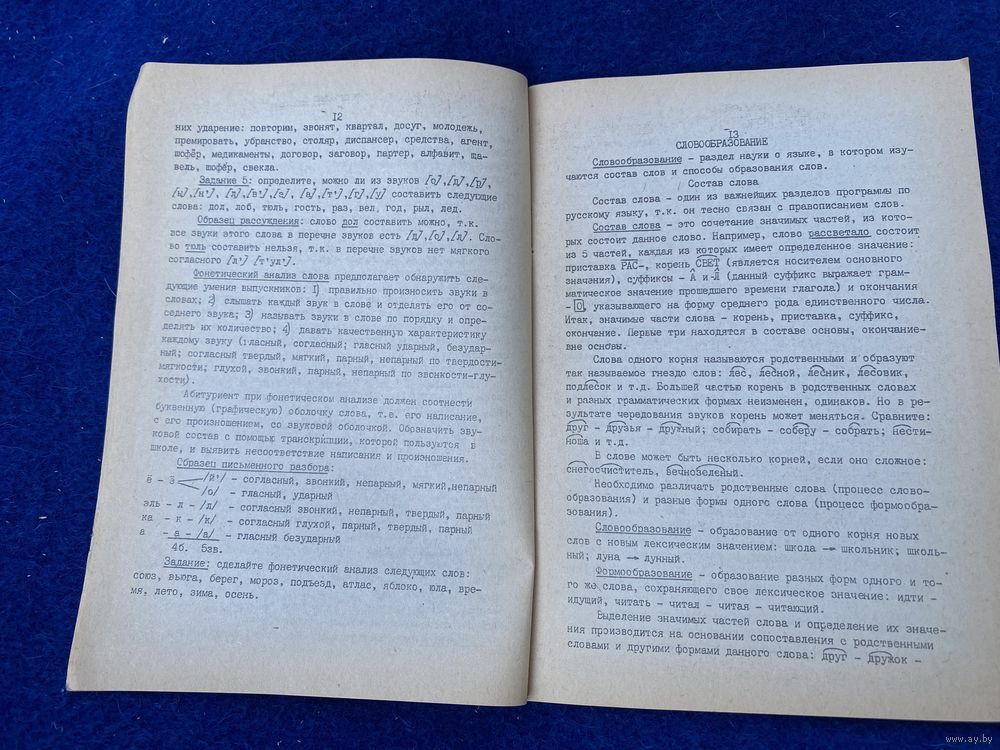 12
них ударение: повторим, звонят, квартал, досуг, молодежь,
премировать, убранство, столяр, диспансер, средства, агент,
шофёр, медикаменты, договор, заговор, партер, алфавит, ща-
вель, шофёр, свекла.
Задание 5: определите, можно ли из звуков [о],[д],[р],
составить следующие
слова: дол, лоб, тюль, гость, раз, вел, год, рыл, лед.
Образец рассуждения: слово дол составить можно, т.к.
все звуки этого слова в перечне звуков есть [д],[о],[л]. Сло-
во тюль составить нельзя, т.к. в перечне звуков нет мягкого
согласного [л'] [т'ул'].
Фонетический анализ слова предполагает обнаружить сле-
дующие умения выпускников: 1) правильно произносить звуки в
словах; 2) слышать каждый звук в слове и отделять его от со-
седнего звука; 3) называть звуки в слове по порядку и опре-
делять их количество; 4) давать качественную характеристику
каждому звуку (гласный, согласный; гласный ударный, безудар-
ный; согласный твердый, мягкий, парный, непарный по твердости-
мягкости; глухой, звонкий, парный, непарный по звонкости-глу-
хости).
Абитуриент при фонетическом анализе должен соотнести
буквенную (графическую) оболочку слова, т.е. его написание,
с его произношением, со звуковой оболочкой. Обозначить зву-
ковой состав с помощью транскрипции, которой пользуются в
школе, и выявить несоответствие написания и произношения.
Образец письменного разбора:
ё - ё /й'/ - согласный, звонкий, непарный, мягкий,непарный
/о/ - гласный, ударный
эль - л - /л/ - согласный звонкий, непарный, твердый, парный
ка - к - /к/ - согласный глухой, парный, твердый, парный
а - а - /а/ - гласный безударный
4б. 5зв.
Задание: сделайте фонетический анализ следующих слов:
союз, вьюга, берег, мороз, подъезд, атлас, яблоко, юла, вре-
мя, лето, зима, осень.
13
СЛОВООБРАЗОВАНИЕ
Словообразование - раздел науки о языке, в котором изу-
чаются состав слов и способы образования слов.
Состав слова
Состав слова - один из важнейших разделов программы по
русскому языку, т.к. он тесно связан с правописанием слов.
Состав слова - это сочетание значимых частей, из кото-
рых состоит данное слово. Например, слово рассветало состоит
из 5 частей, каждая из которых имеет определенное значение:
приставка РАС-, корень СВЕТ (является носителем основного
значения), суффиксы - А и -Л (данный суффикс выражает грам-
матическое значение прошедшего времени глагола) и окончания
- О, указывающего на форму среднего рода единственного числа.
Итак, значимые части слова - корень, приставка, суффикс,
окончание. Первые три находятся в составе основы, окончание-
вне основы.
Слова одного корня называются родственными и образуют
так называемое гнездо слов: лес, лесной, лесник, лесовик,
подлесок и т.д. Большей частью корень в родственных словах
и разных грамматических формах неизменен, одинаков. Но в ре-
зультате чередования звуков корень может меняться. Сравните:
друг - друзья - дружный; собирать - соберу - собрать; нести-
ноша и т.д.
В слове может быть несколько корней, если оно сложное:
снегоочиститель, вечнозеленый.
Необходимо различать родственные слова (процесс слово-
образования) и разные формы одного слова (процесс формообра-
зования).
Словообразование - образование от одного корня новых
слов с новым лексическим значением: школа → школьник; школь-
ный; луна → лунный.
Формообразование - образование разных форм одного и то-
го же слова, сохраняющего свое лексическое значение: идти -
идущий, читать - читал - читая - читающий.
Выделение значимых частей слова и определение их значе-
ния производится на основании сопоставления с родственными
словами и другими формами данного слова: друг - дружок -
www.ay.by